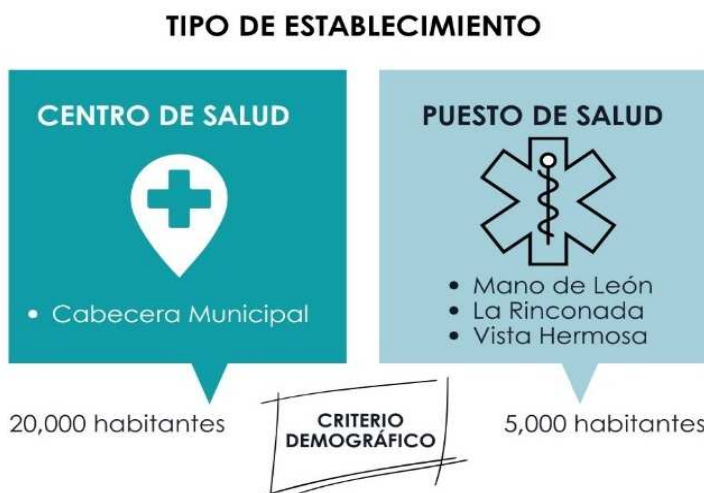 TIPO DE ESTABLECIMIENTO
CENTRO DE SALUD
• Cabecera Municipal
20,000 habitantes
PUESTO DE SALUD
• Mano de León
• La Rinconada
• Vista Hermosa
5,000 habitantes
CRITERIO
DEMOGRÁFICO